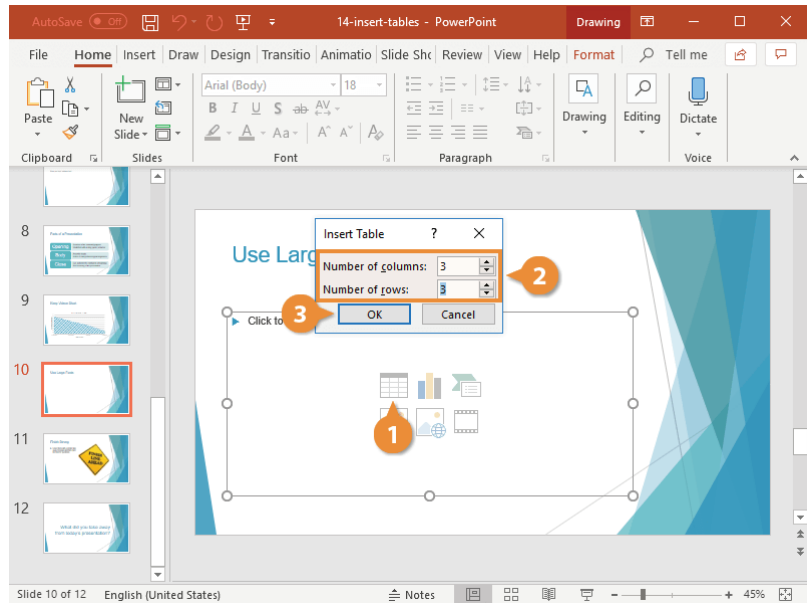 AutoSave Off 14-insert-tables - PowerPoint Drawing
File Home Insert Draw Design Transitio Animatio Slide Shc Review View Help Format Tell me
Arial (Body) 18
Paste New Slide Drawing Editing Dictate
B I U S ab AV
A Aa A A A
Clipboard Slides Font Paragraph Voice
8
9
10
11
12
Use Larg
Click to
Insert Table ? ×
Number of columns: 3
Number of rows: 3
OK Cancel
1
2
3
Slide 10 of 12 English (United States) Notes 45%